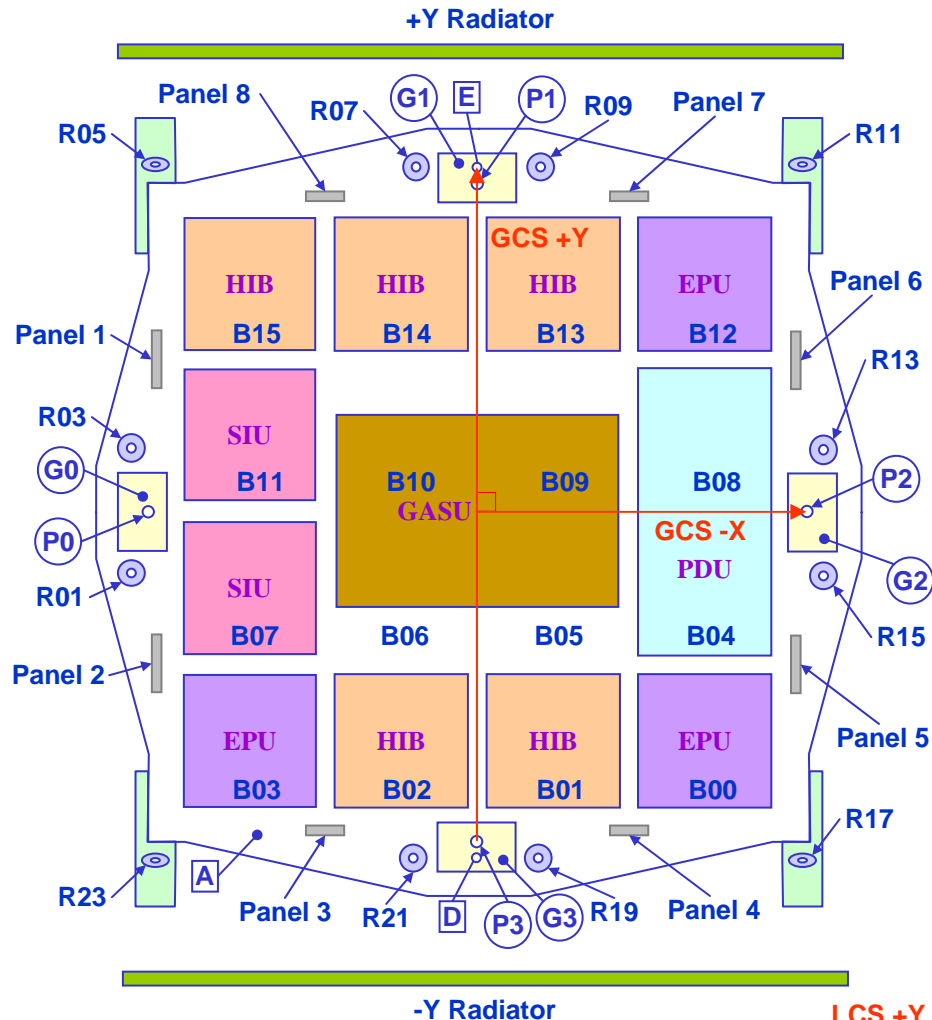 +Y Radiator
Panel 8
G1
E
P1
Panel 7
R07
R09
R05
R11
GCS +Y
HIB
HIB
HIB
EPU
Panel 6
B15
B14
B13
B12
Panel 1
R13
R03
SIU
G0
B11
B10
B09
B08
P2
GASU
GCS -X
P0
PDU
SIU
G2
R01
B07
B06
B05
B04
R15
Panel 2
EPU
HIB
HIB
EPU
Panel 5
B03
B02
B01
B00
R17
A
R23
Panel 3
R21
D
P3
G3
R19
Panel 4
-Y Radiator
LCS +Y